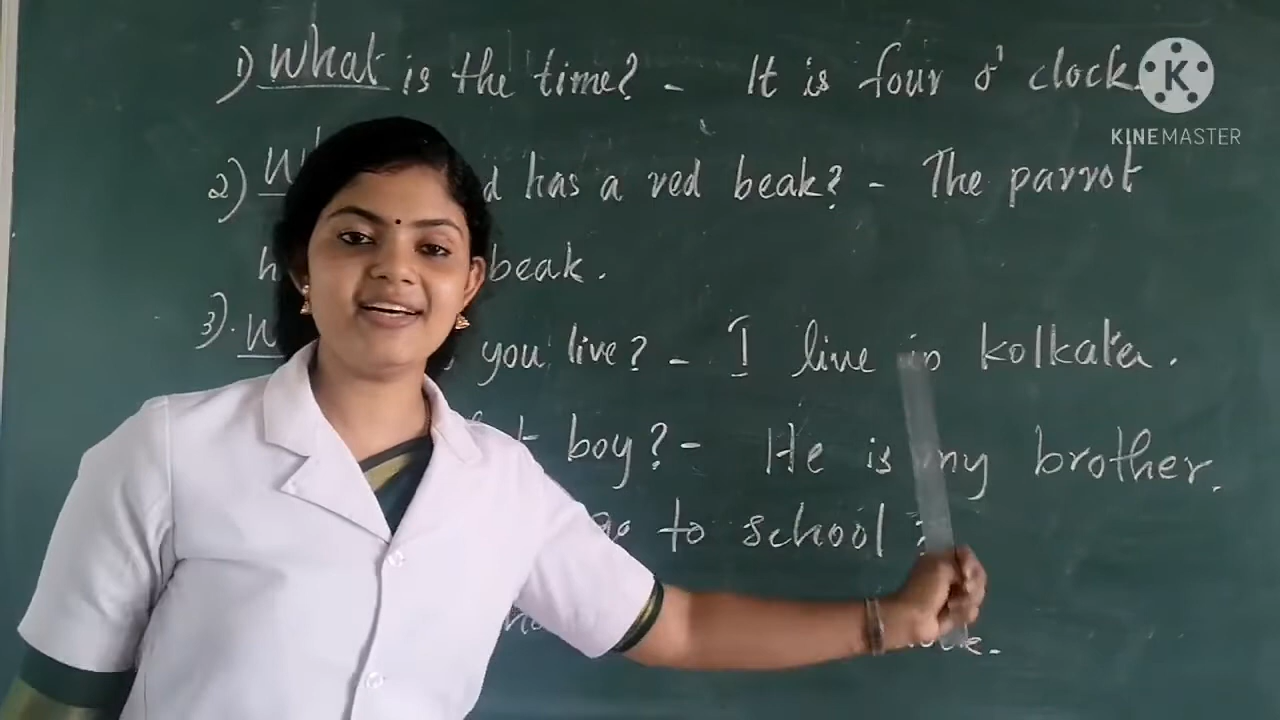 1) What is the time? - It is four o' clock.
2) has a red beak? - The parrot
beak.
3). you live? - I live in Kolkata.
boy? - He is my brother.
go to school ?
KINEMASTER